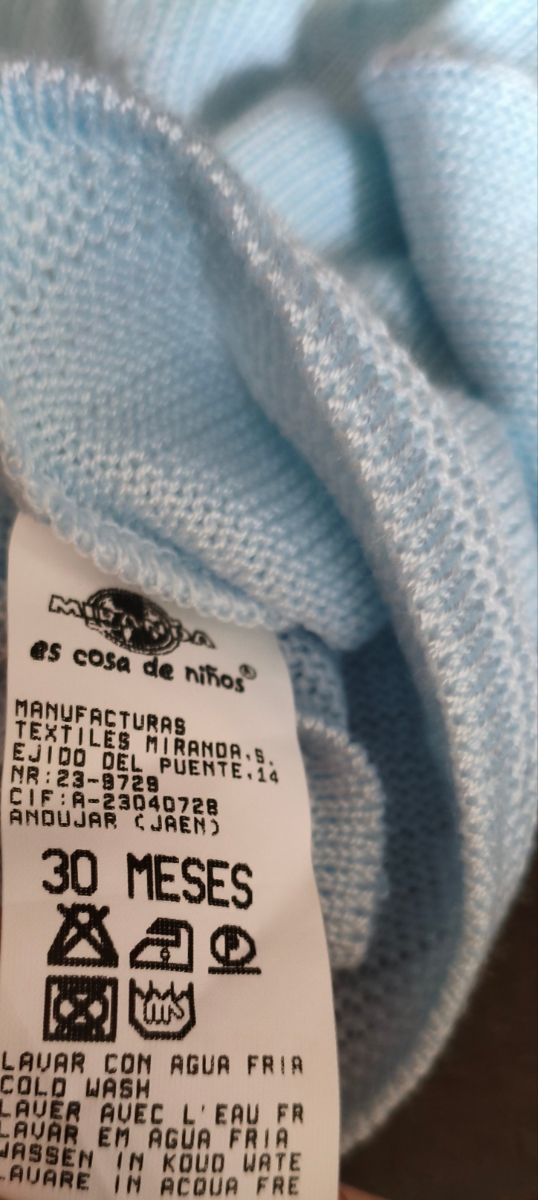 MIRANDA
es cosa de niños®
MANUFACTURAS
TEXTILES MIRANDA.S.
EJIDO DEL PUENTE.14
NR:23-9729
CIF:A-23040728
ANDUJAR (JAEN)
30 MESES
P
LAVAR CON AGUA FRIA
COLD WASH
LAVER AVEC L'EAU FR
LAVAR EM AGUA FRIA
WASSEN IN KOUD WATE
LAVARE IN ACQUA FRE